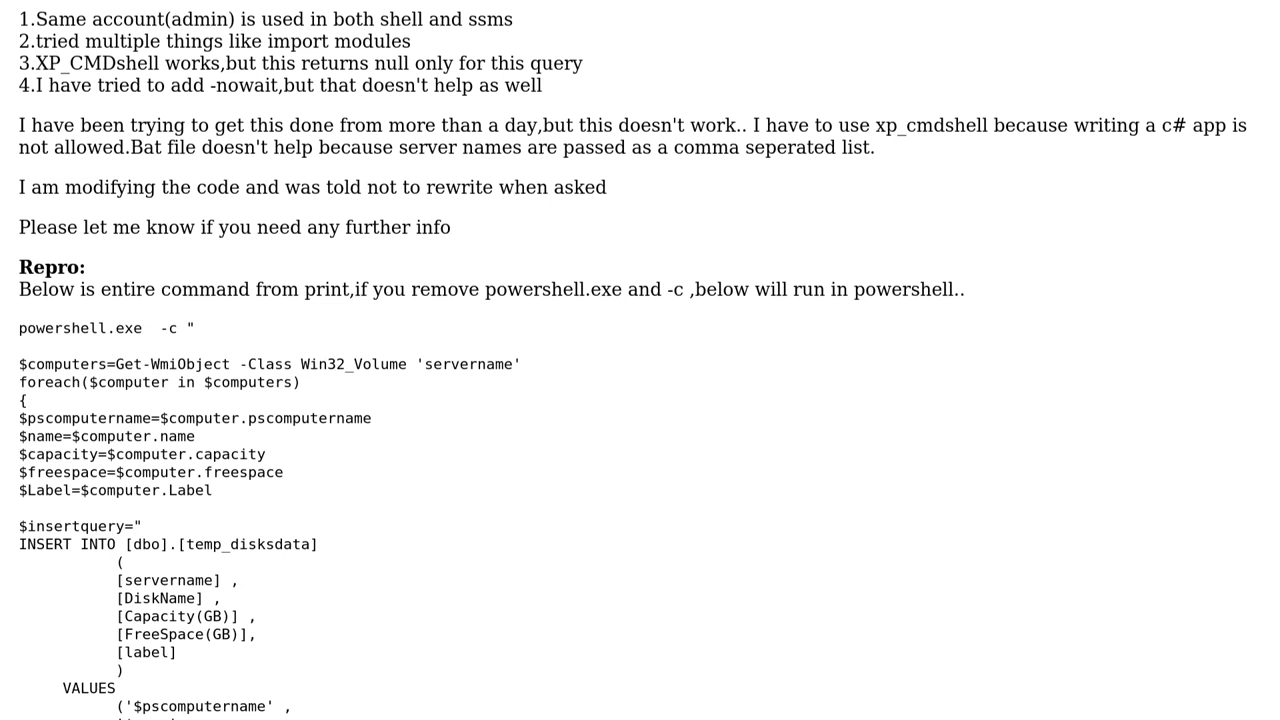 1.Same account(admin) is used in both shell and ssms
2.tried multiple things like import modules
3.XP_CMDshell works,but this returns null only for this query
4.I have tried to add -nowait,but that doesn't help as well
I have been trying to get this done from more than a day,but this doesn't work.. I have to use xp_cmdshell because writing a c# app is
not allowed.Bat file doesn't help because server names are passed as a comma seperated list.
I am modifying the code and was told not to rewrite when asked
Please let me know if you need any further info
Repro:
Below is entire command from print,if you remove powershell.exe and -c ,below will run in powershell..
powershell.exe  -c "
$computers=Get-WmiObject -Class Win32_Volume 'servername'
foreach($computer in $computers)
{
$pscomputername=$computer.pscomputername
$name=$computer.name
$capacity=$computer.capacity
$freespace=$computer.freespace
$Label=$computer.Label
$insertquery="
INSERT INTO [dbo].[temp_disksdata]
(
[servername] ,
[DiskName] ,
[Capacity(GB)] ,
[FreeSpace(GB)],
[label]
)
VALUES
('$pscomputername' ,